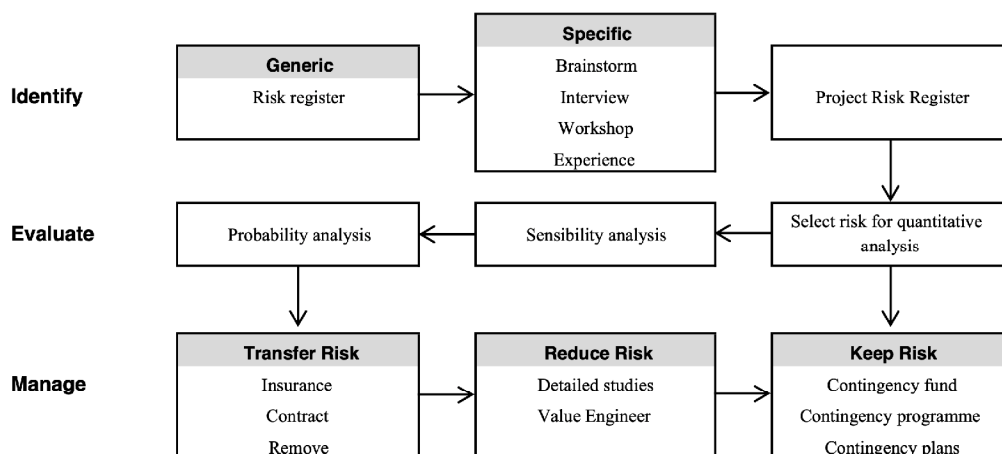 Identify
Generic
Risk register
Specific
Brainstorm
Interview
Workshop
Experience
Project Risk Register
Evaluate
Probability analysis
Sensibility analysis
Select risk for quantitative
analysis
Manage
Transfer Risk
Insurance
Contract
Remove
Reduce Risk
Detailed studies
Value Engineer
Keep Risk
Contingency fund
Contingency programme
Contingency plans